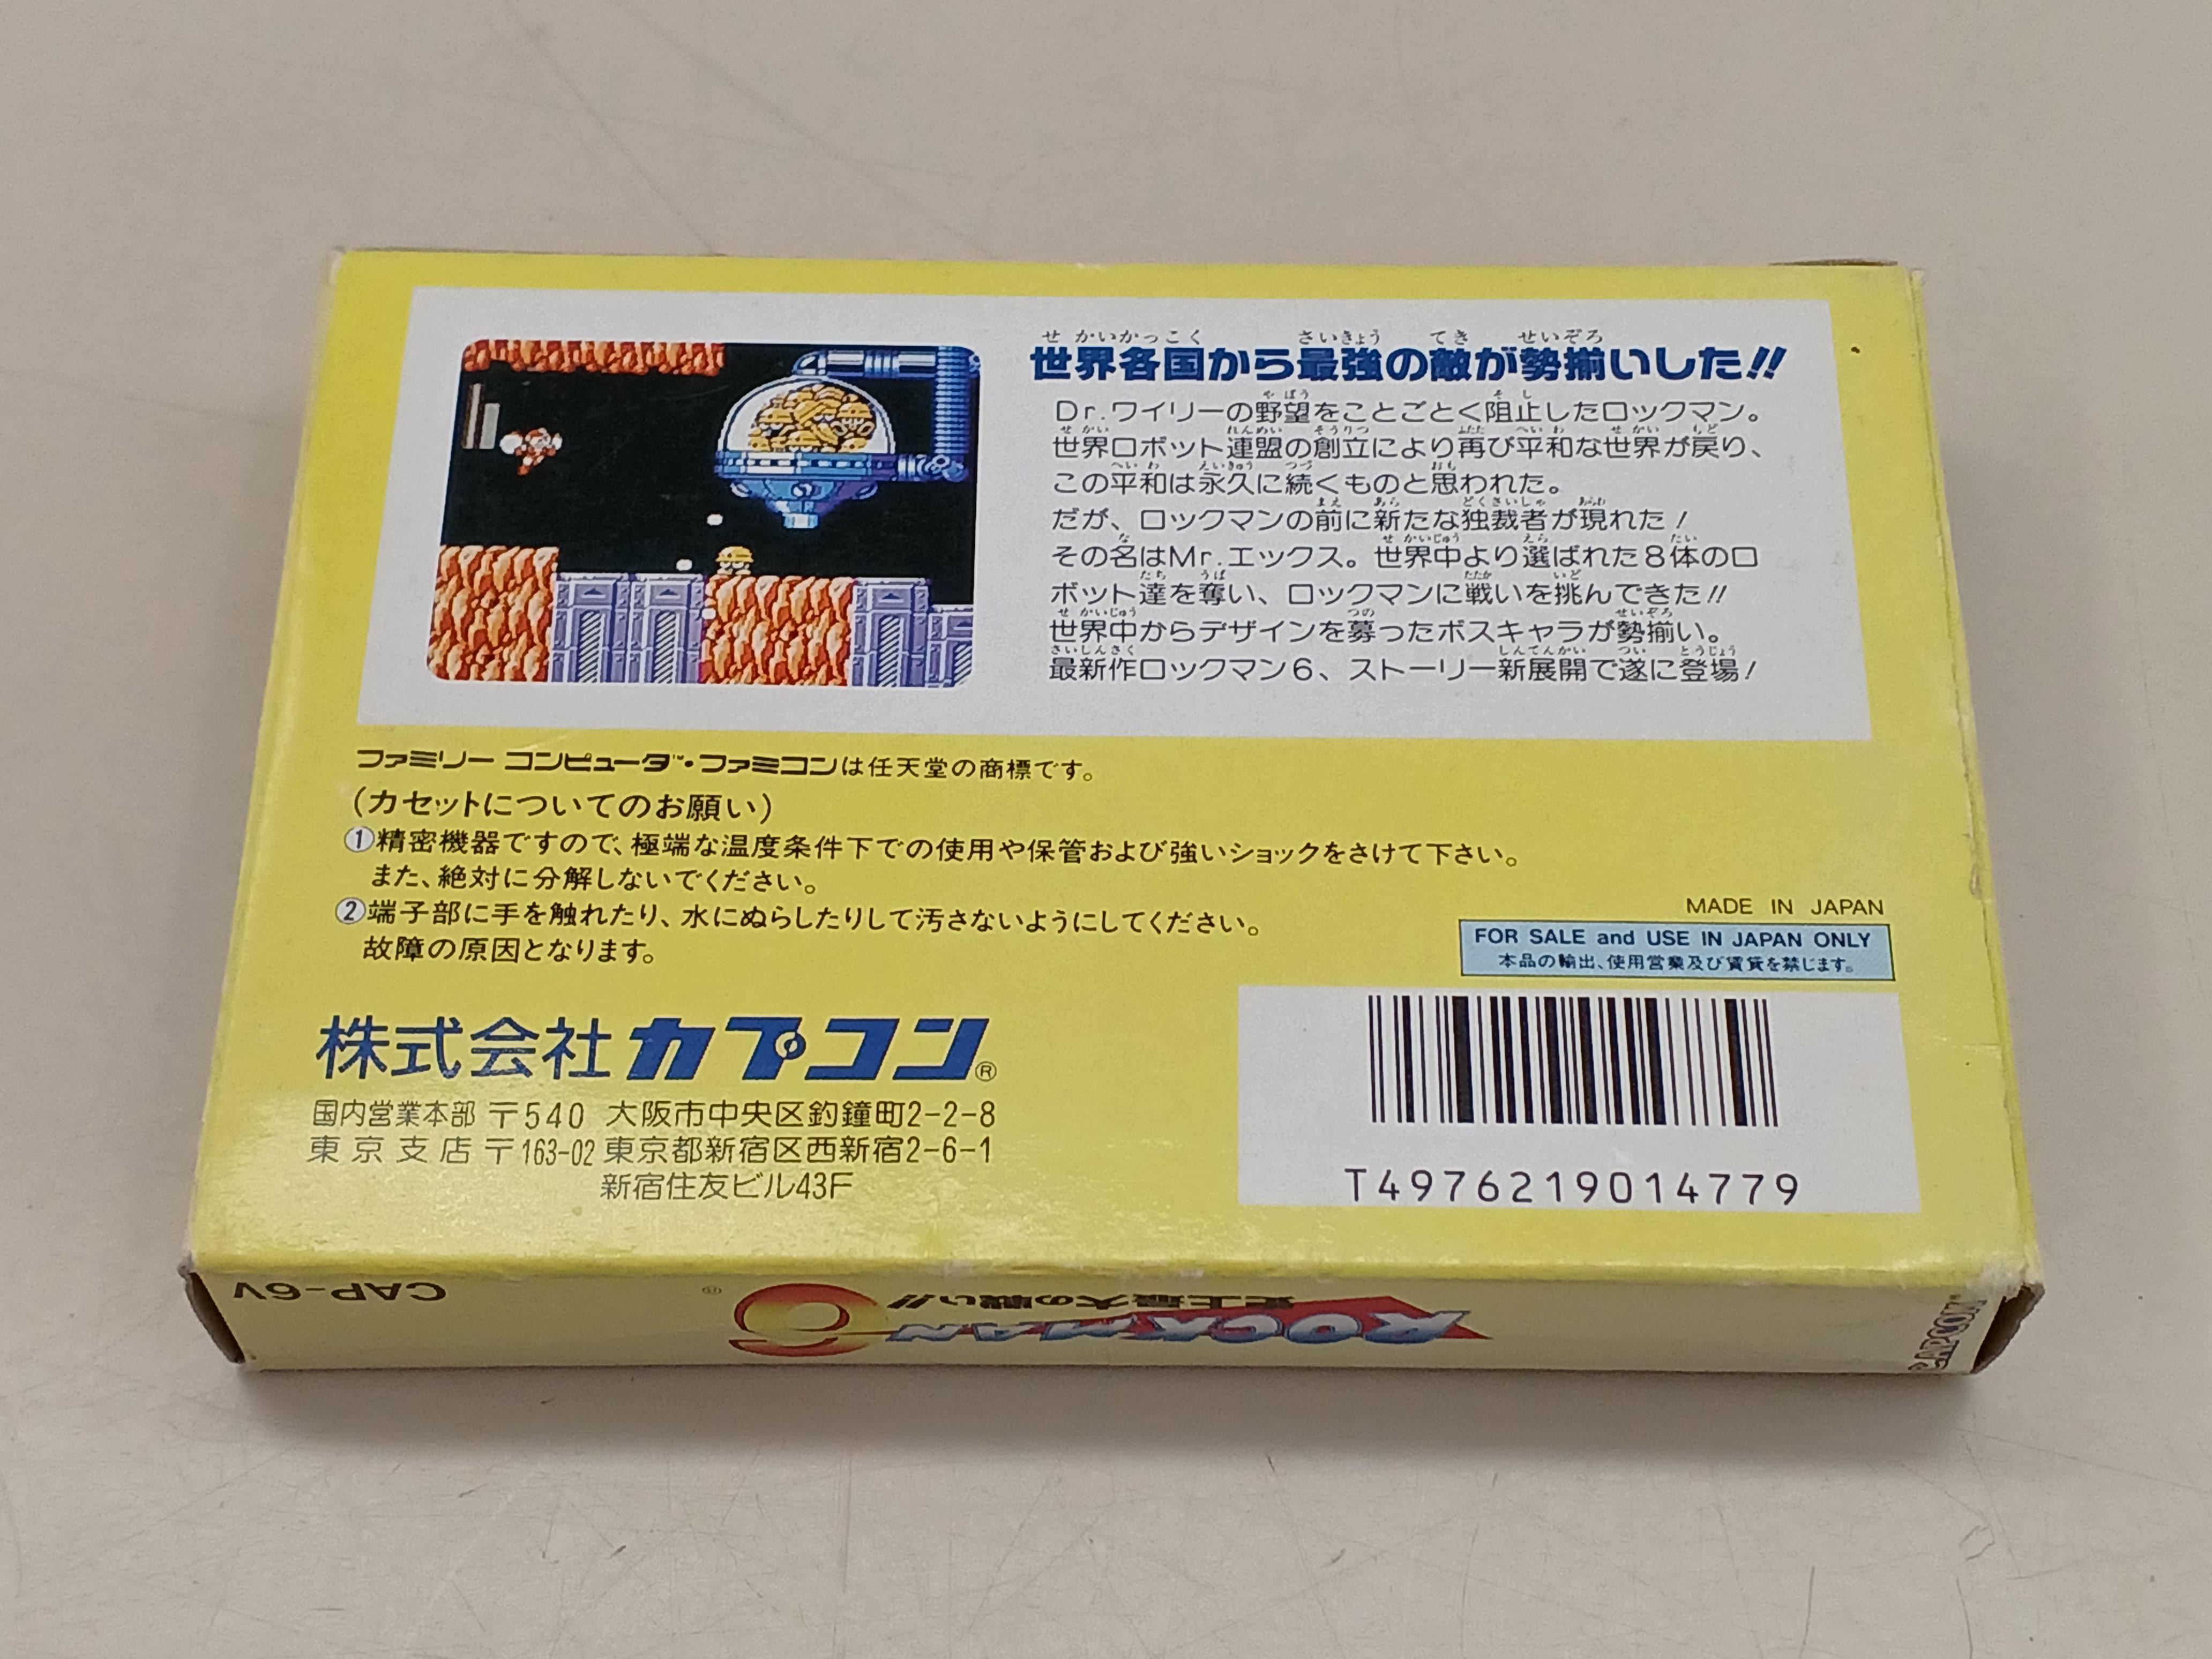 世界各国から最強の敵が勢揃いした!!
Dr.ワイリーの野望をことごとく阻止したロックマン。
世界ロボット連盟の創立により再び平和な世界が戻り、
この平和は永久に続くものと思われた。
だが、ロックマンの前に新たな独裁者が現れた!
その名はMr.エックス。世界中より選ばれた8体のロ
ボット達を奪い、ロックマンに戦いを挑んできた!!
世界中からデザインを募ったボスキャラが勢揃い。
最新作ロックマン6、ストーリー新展開で遂に登場!
ファミリー コンピュータ™・ファミコンは任天堂の商標です。
(カセットについてのお願い)
①精密機器ですので、極端な温度条件下での使用や保管および強いショックをさけて下さい。
また、絶対に分解しないでください。
②端子部に手を触れたり、水にぬらしたりして汚さないようにしてください。
故障の原因となります。
MADE IN JAPAN
FOR SALE and USE IN JAPAN ONLY
本品の輸出、使用営業及び賃貸を禁じます。
株式会社カプコン®
国内営業本部 〒540 大阪市中央区釣鐘町2-2-8
東京支店 〒163-02 東京都新宿区西新宿2-6-1
新宿住友ビル43F
T4976219014779
CAP-6V
ROCKMAN 6
史上最大の戦い!!
®
CAPCOM